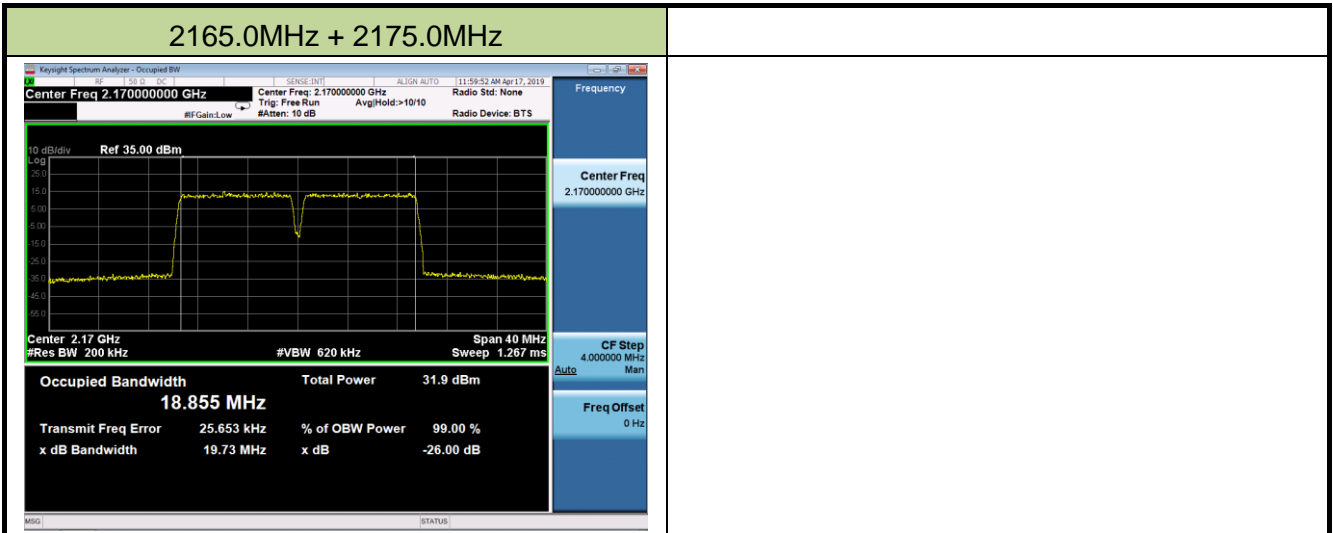 2165.0MHz + 2175.0MHz
Keysight Spectrum Analyzer - Occupied BW
RF 50 Ω DC SENSE:INT ALIGN AUTO 11:59:52 AM Apr 17, 2019
Center Freq 2.170000000 GHz
Center Freq: 2.170000000 GHz Radio Std: None
Trig: Free Run Avg|Hold:>10/10
#IFGain:Low #Atten: 10 dB Radio Device: BTS
10 dB/div Ref 35.00 dBm
Log
25.0
15.0
5.00
-5.00
-15.0
-25.0
-35.0
-45.0
-55.0
Center 2.17 GHz Span 40 MHz
#Res BW 200 kHz #VBW 620 kHz Sweep 1.267 ms
Occupied Bandwidth Total Power 31.9 dBm
18.855 MHz
Transmit Freq Error 25.653 kHz % of OBW Power 99.00 %
x dB Bandwidth 19.73 MHz x dB -26.00 dB
MSG STATUS
Frequency
Center Freq
2.170000000 GHz
CF Step
4.000000 MHz
Auto Man
Freq Offset
0 Hz